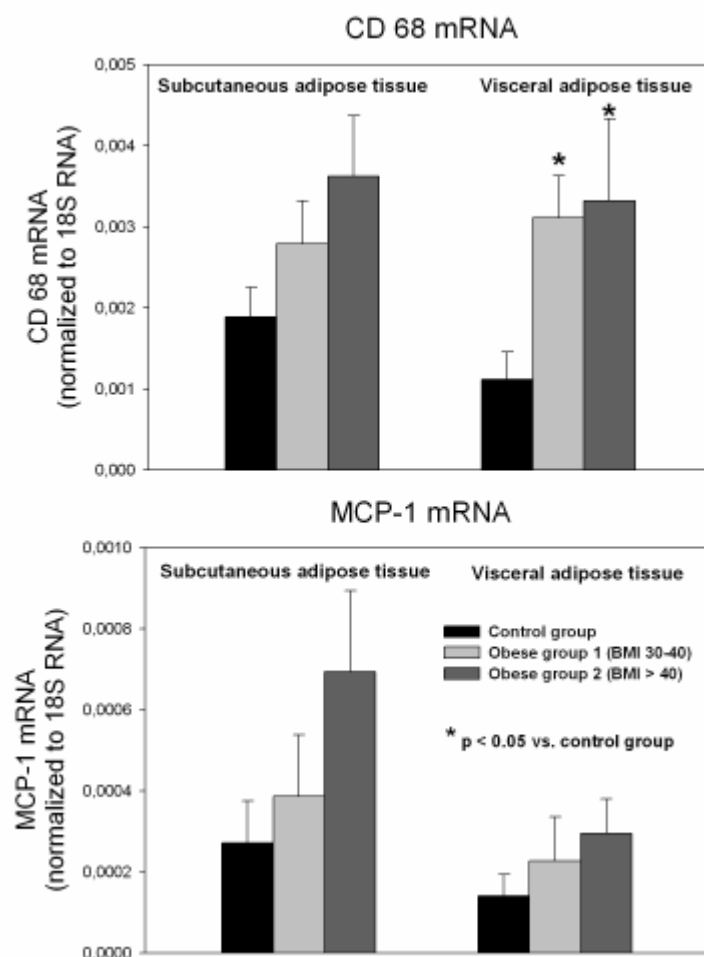 CD 68 mRNA
CD 68 mRNA
(normalized to 18S RNA)
0,005
0,004
0,003
0,002
0,001
0,000
Subcutaneous adipose tissue
Visceral adipose tissue
*
*
MCP-1 mRNA
MCP-1 mRNA
(normalized to 18S RNA)
0,0010
0,0008
0,0006
0,0004
0,0002
0,0000
Subcutaneous adipose tissue
Visceral adipose tissue
Control group
Obese group 1 (BMI 30-40)
Obese group 2 (BMI > 40)
* p < 0.05 vs. control group